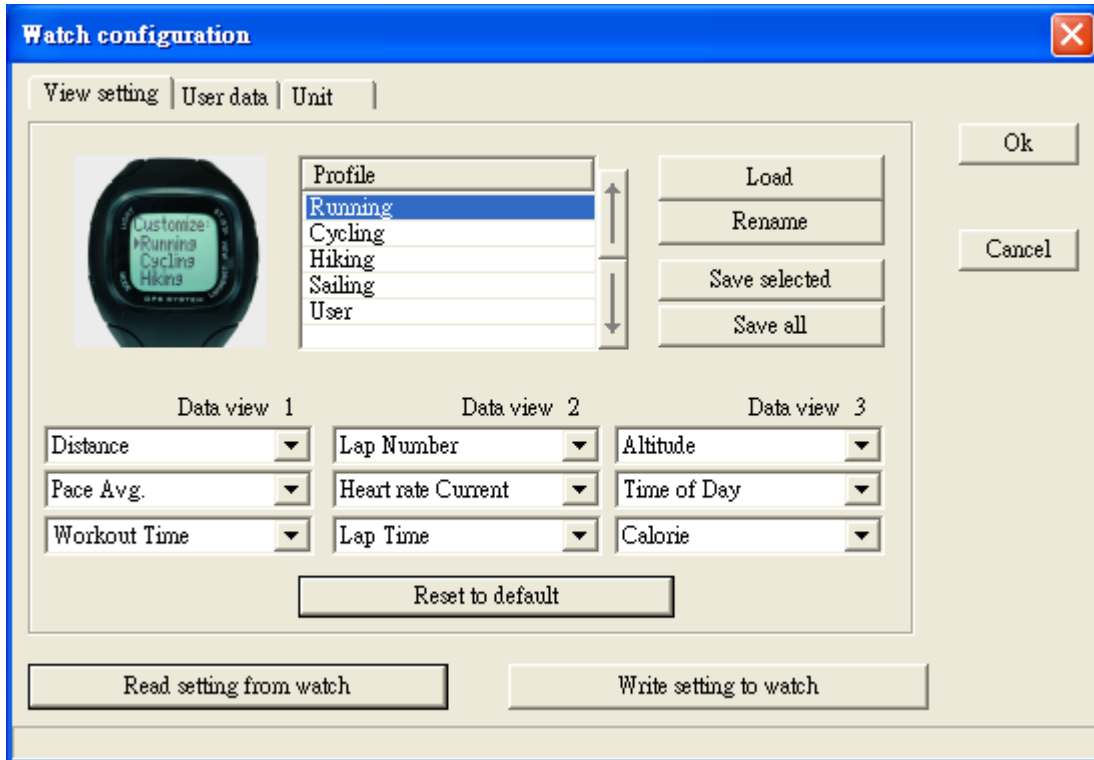 Watch configuration
View setting User data Unit
Ok
Cancel
Customize:
Running
Cycling
Hiking
GPS SYSTEM
Profile
Running
Cycling
Hiking
Sailing
User
Load
Rename
Save selected
Save all
Data view 1 Data view 2 Data view 3
Distance Lap Number Altitude
Pace Avg. Heart rate Current Time of Day
Workout Time Lap Time Calorie
Reset to default
Read setting from watch Write setting to watch